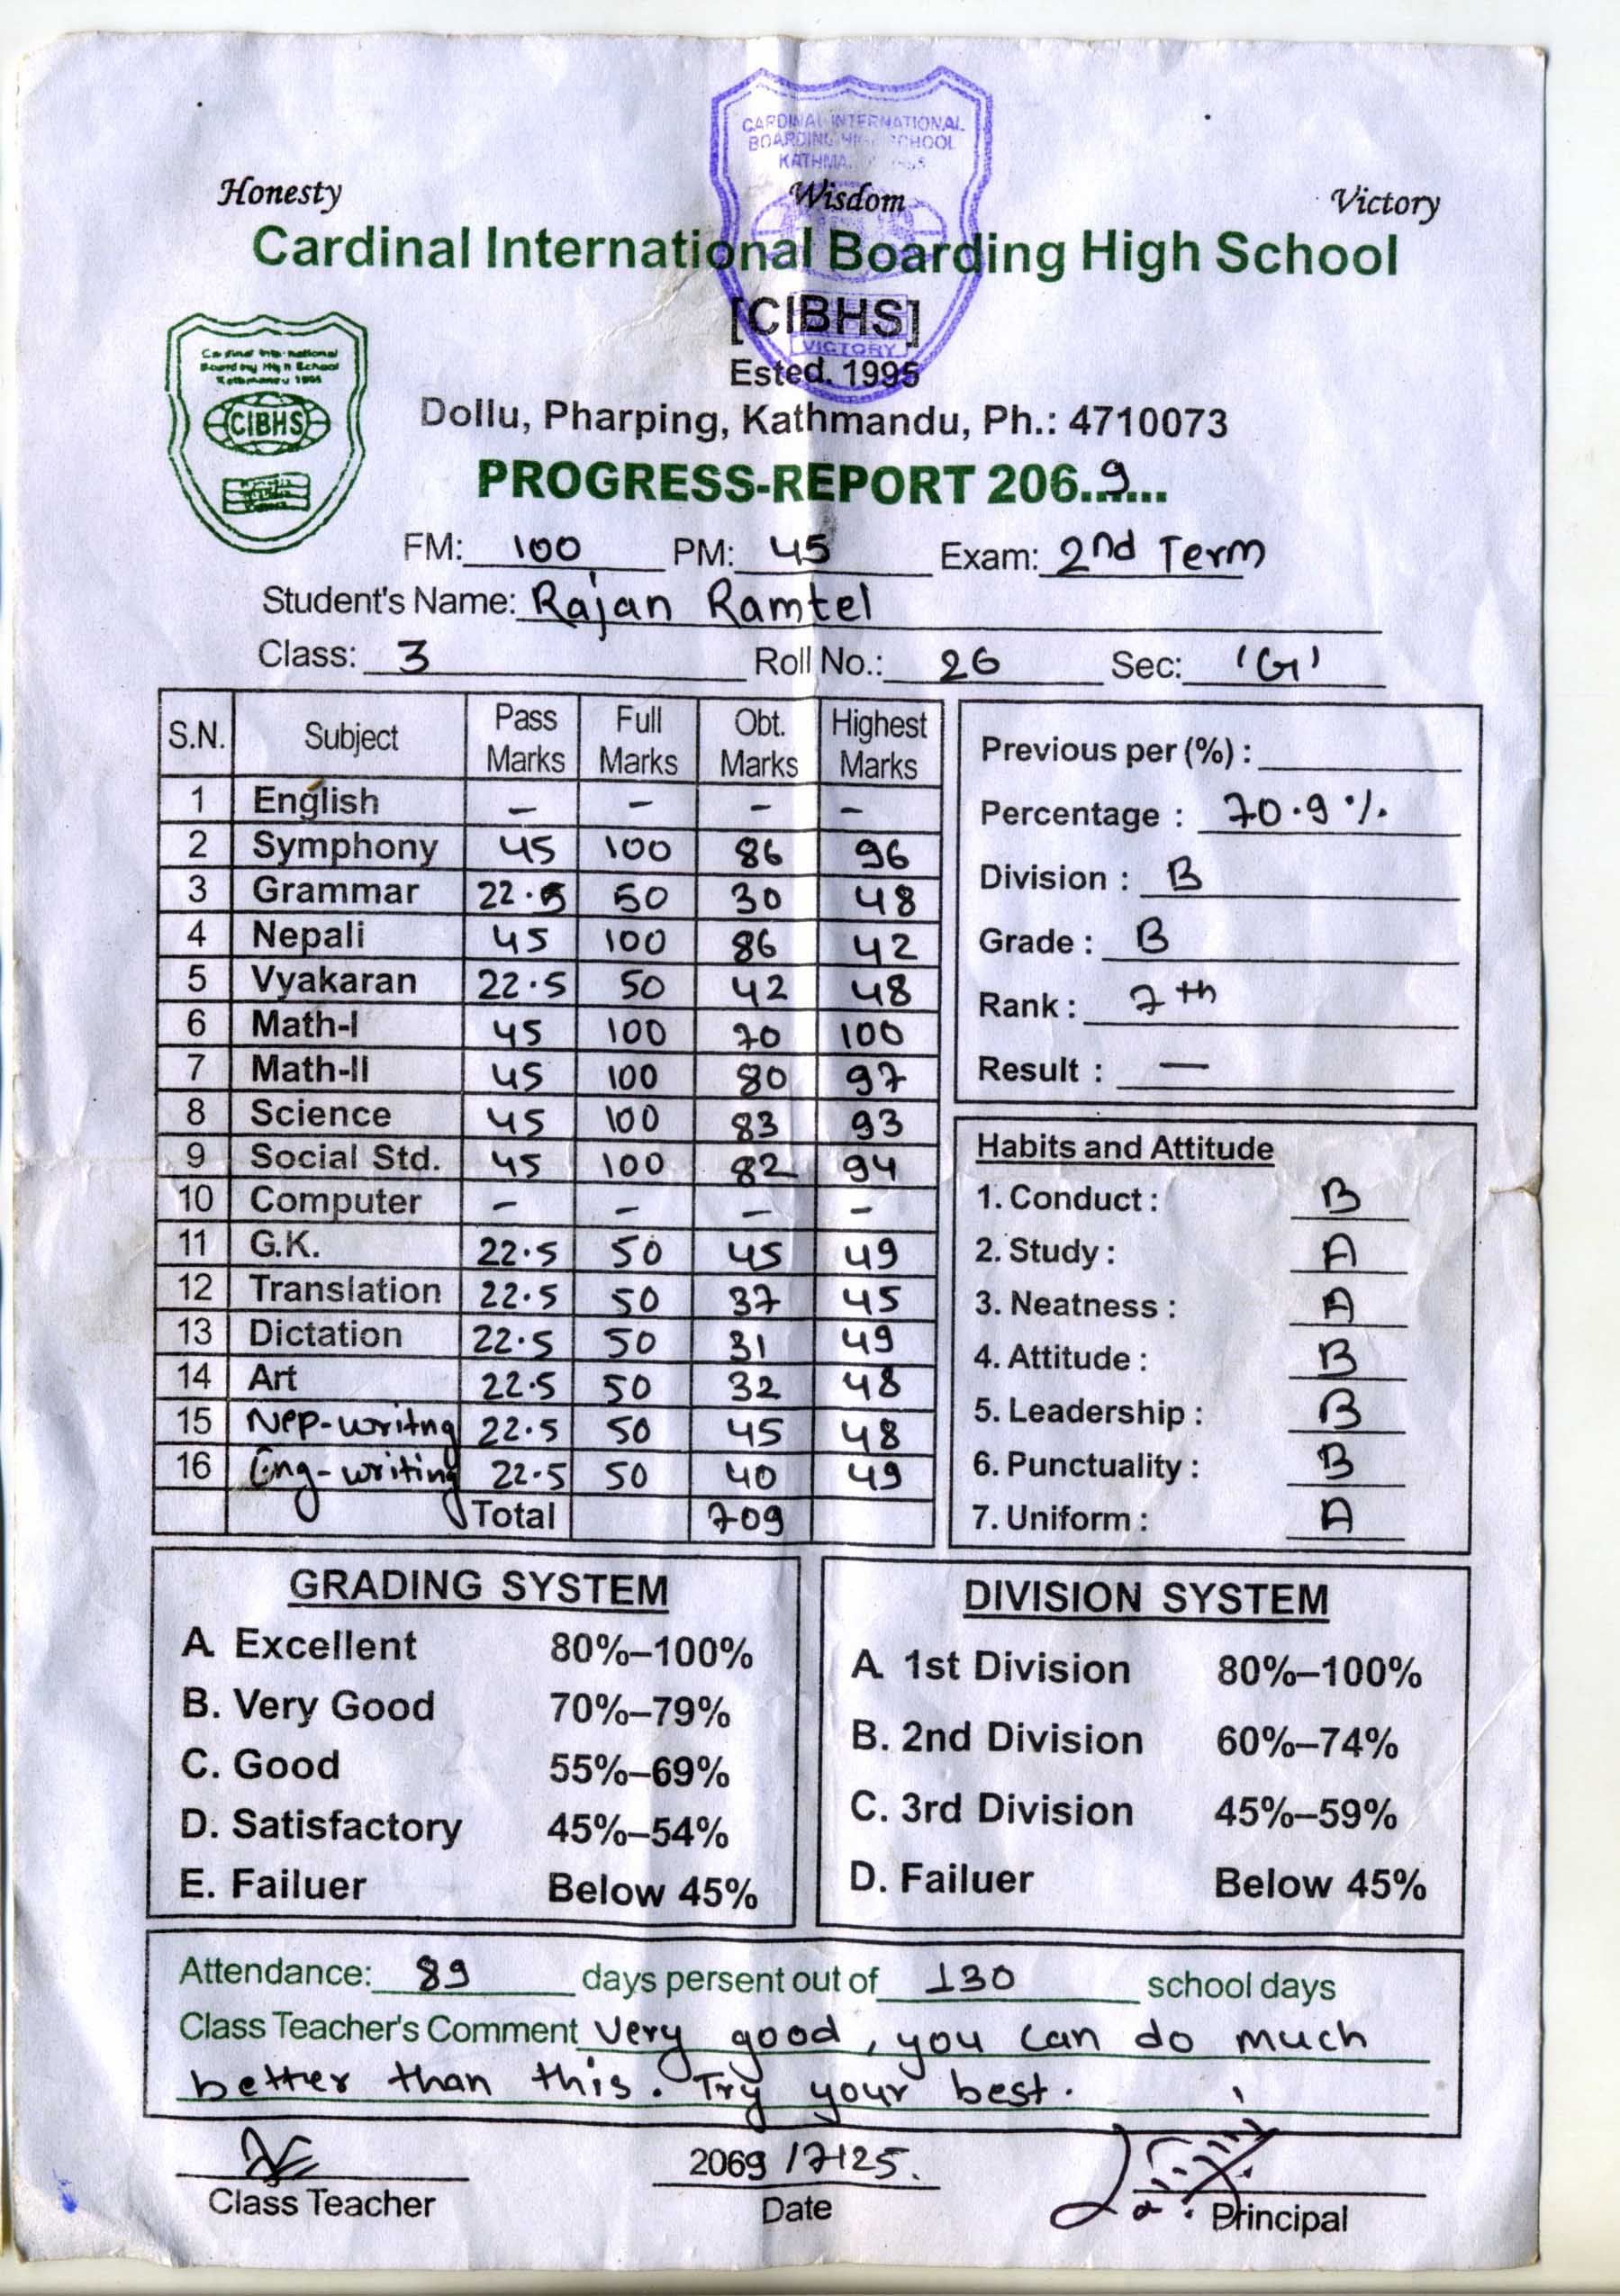 CARDINAL INTERNATIONAL
BOARDING HIGH SCHOOL
Honesty Wisdom Victory
Cardinal International Boarding High School
[CIBHS]
VICTORY
Ested. 1995
CIBHS
Dollu, Pharping, Kathmandu, Ph.: 4710073
PROGRESS-REPORT 206..9....
FM: 100 PM: 45 Exam: 2nd Term
Student's Name: Rajan Ramtel
Class: 3 Roll No.: 26 Sec: 'G'
S.N. Subject Pass Marks Full Marks Obt. Marks Highest Marks
1 English – – – –
2 Symphony 45 100 86 96
3 Grammar 22.5 50 30 48
4 Nepali 45 100 86 42
5 Vyakaran 22.5 50 42 48
6 Math-I 45 100 70 100
7 Math-II 45 100 80 97
8 Science 45 100 83 93
9 Social Std. 45 100 82 94
10 Computer – – – –
11 G.K. 22.5 50 45 49
12 Translation 22.5 50 37 45
13 Dictation 22.5 50 31 49
14 Art 22.5 50 32 48
15 Nep-writng 22.5 50 45 48
16 Eng-writing 22.5 50 40 49
Total 709
Previous per (%) :
Percentage : 70.9 %
Division : B
Grade : B
Rank : 7th
Result : —
Habits and Attitude
1. Conduct : B
2. Study : A
3. Neatness : A
4. Attitude : B
5. Leadership : B
6. Punctuality : B
7. Uniform : A
GRADING SYSTEM
A. Excellent 80%–100%
B. Very Good 70%–79%
C. Good 55%–69%
D. Satisfactory 45%–54%
E. Failuer Below 45%
DIVISION SYSTEM
A. 1st Division 80%–100%
B. 2nd Division 60%–74%
C. 3rd Division 45%–59%
D. Failuer Below 45%
Attendance: 89 days persent out of 130 school days
Class Teacher's Comment Very good, you can do much
better than this. Try your best.
2069/7/25.
Class Teacher Date Principal